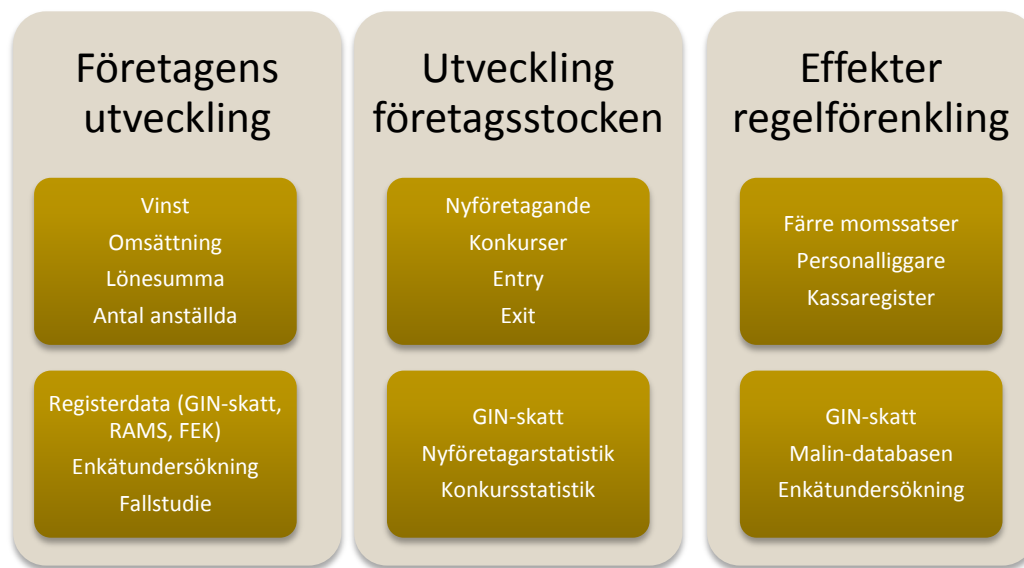 Företagens
utveckling
Vinst
Omsättning
Lönesumma
Antal anställda
Registerdata (GIN-skatt,
RAMS, FEK)
Enkätundersökning
Fallstudie
Utveckling
företagsstocken
Nyföretagande
Konkurser
Entry
Exit
GIN-skatt
Nyföretagarstatistik
Konkursstatistik
Effekter
regelförenkling
Färre momssatser
Personalliggare
Kassaregister
GIN-skatt
Malin-databasen
Enkätundersökning